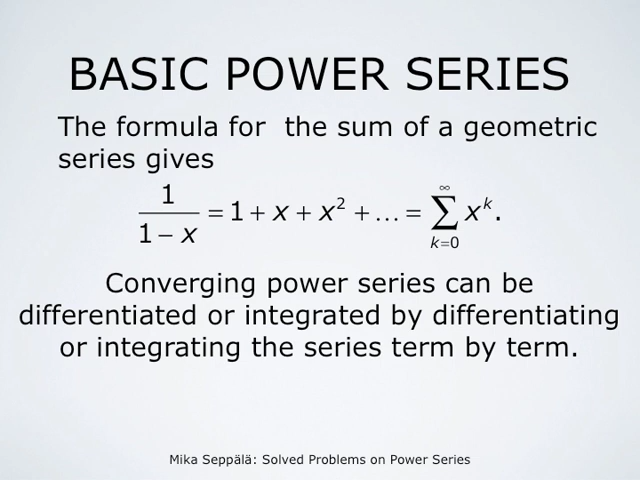 BASIC POWER SERIES
The formula for the sum of a geometric
series gives
1/(1 − x) = 1 + x + x² + … = ∑_{k=0}^{∞} x^k.
Converging power series can be
differentiated or integrated by differentiating
or integrating the series term by term.
Mika Seppälä: Solved Problems on Power Series